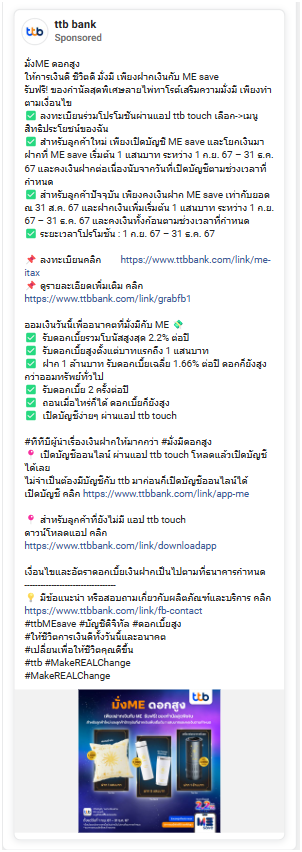 ttb bank
Sponsored
มั่งME ดอกสูง
ให้การเงินดี ชีวิตดี มั่งมี เพียงฝากเงินกับ ME save
รับฟรี! ของกำนัลสุดพิเศษลายไพ่ทาโรต์เสริมความมั่งมี เพียงทำ
ตามเงื่อนไข
✅ ลงทะเบียนร่วมโปรโมชันผ่านแอป ttb touch เลือก->เมนู
สิทธิประโยชน์ของฉัน
✅ สำหรับลูกค้าใหม่ เพียงเปิดบัญชี ME save และโยกเงินมา
ฝากที่ ME save เริ่มต้น 1 แสนบาท ระหว่าง 1 ก.ย. 67 – 31 ธ.ค.
67 และคงเงินฝากต่อเนื่องนับจากวันที่เปิดบัญชีตามช่วงเวลาที่
กำหนด
✅ สำหรับลูกค้าปัจจุบัน เพียงคงเงินฝาก ME save เท่ากับยอด
ณ 31 ส.ค. 67 และฝากเงินเพิ่มเริ่มต้น 1 แสนบาท ระหว่าง 1 ก.ย.
67 – 31 ธ.ค. 67 และคงเงินทั้งก้อนตามช่วงเวลาที่กำหนด
✅ ระยะเวลาโปรโมชัน : 1 ก.ย. 67 – 31 ธ.ค. 67
📌 ลงทะเบียนคลิก https://www.ttbbank.com/link/me-
itax
📌 ดูรายละเอียดเพิ่มเติม คลิก
https://www.ttbbank.com/link/grabfb1
ออมเงินวันนี้เพื่ออนาคตที่มั่งมีกับ ME 💸
✅ รับดอกเบี้ยรวมโบนัสสูงสุด 2.2% ต่อปี
✅ รับดอกเบี้ยสูงตั้งแต่บาทแรกถึง 1 แสนบาท
✅ ฝาก 1 ล้านบาท รับดอกเบี้ยเฉลี่ย 1.66% ต่อปี ดอกก็ยังสูง
กว่าออมทรัพย์ทั่วไป
✅ รับดอกเบี้ย 2 ครั้งต่อปี
✅ ถอนเมื่อไหร่ก็ได้ ดอกเบี้ยก็ยังสูง
✅ เปิดบัญชีง่ายๆ ผ่านแอป ttb touch
#ทีทีบีผู้นำเรื่องเงินฝากให้มากกว่า #มั่งมีดอกสูง
📍 เปิดบัญชีออนไลน์ ผ่านแอป ttb touch โหลดแล้วเปิดบัญชี
ได้เลย
ไม่จำเป็นต้องมีบัญชีกับ ttb มาก่อนก็เปิดบัญชีออนไลน์ได้
เปิดบัญชี คลิก https://www.ttbbank.com/link/app-me
📍 สำหรับลูกค้าที่ยังไม่มี แอป ttb touch
ดาวน์โหลดแอป คลิก
https://www.ttbbank.com/link/downloadapp
เงื่อนไขและอัตราดอกเบี้ยเงินฝากเป็นไปตามที่ธนาคารกำหนด
--------------------------------
💡 มีข้อแนะนำ หรือสอบถามเกี่ยวกับผลิตภัณฑ์และบริการ คลิก
https://www.ttbbank.com/link/fb-contact
#ttbMEsave #บัญชีดิจิทัล #ดอกเบี้ยสูง
#ให้ชีวิตการเงินดีทั้งวันนี้และอนาคต
#เปลี่ยนเพื่อให้ชีวิตคุณดีขึ้น
#ttb #MakeREALChange
#MakeREALChange
มั่งME ดอกสูง
ttb
ME
SAVE